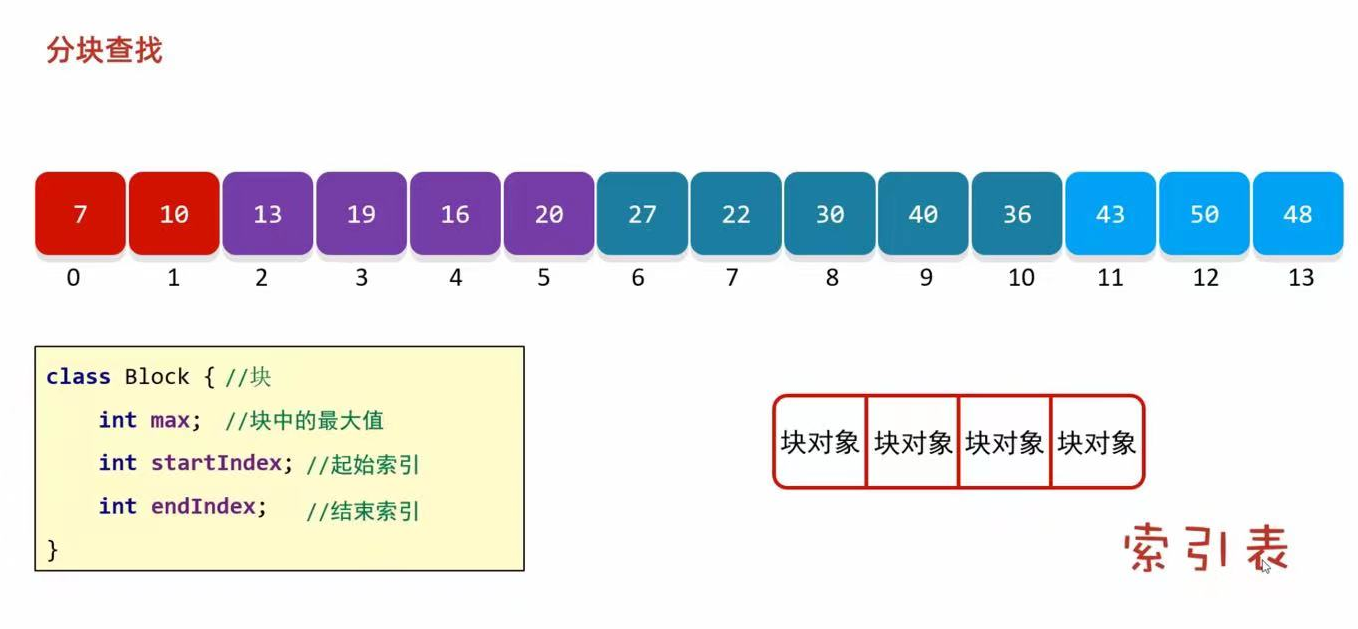 分块查找
7 10 13 19 16 20 27 22 30 40 36 43 50 48
0 1 2 3 4 5 6 7 8 9 10 11 12 13
class Block { //块
int max; //块中的最大值
int startIndex; //起始索引
int endIndex; //结束索引
}
块对象 块对象 块对象 块对象
索引表